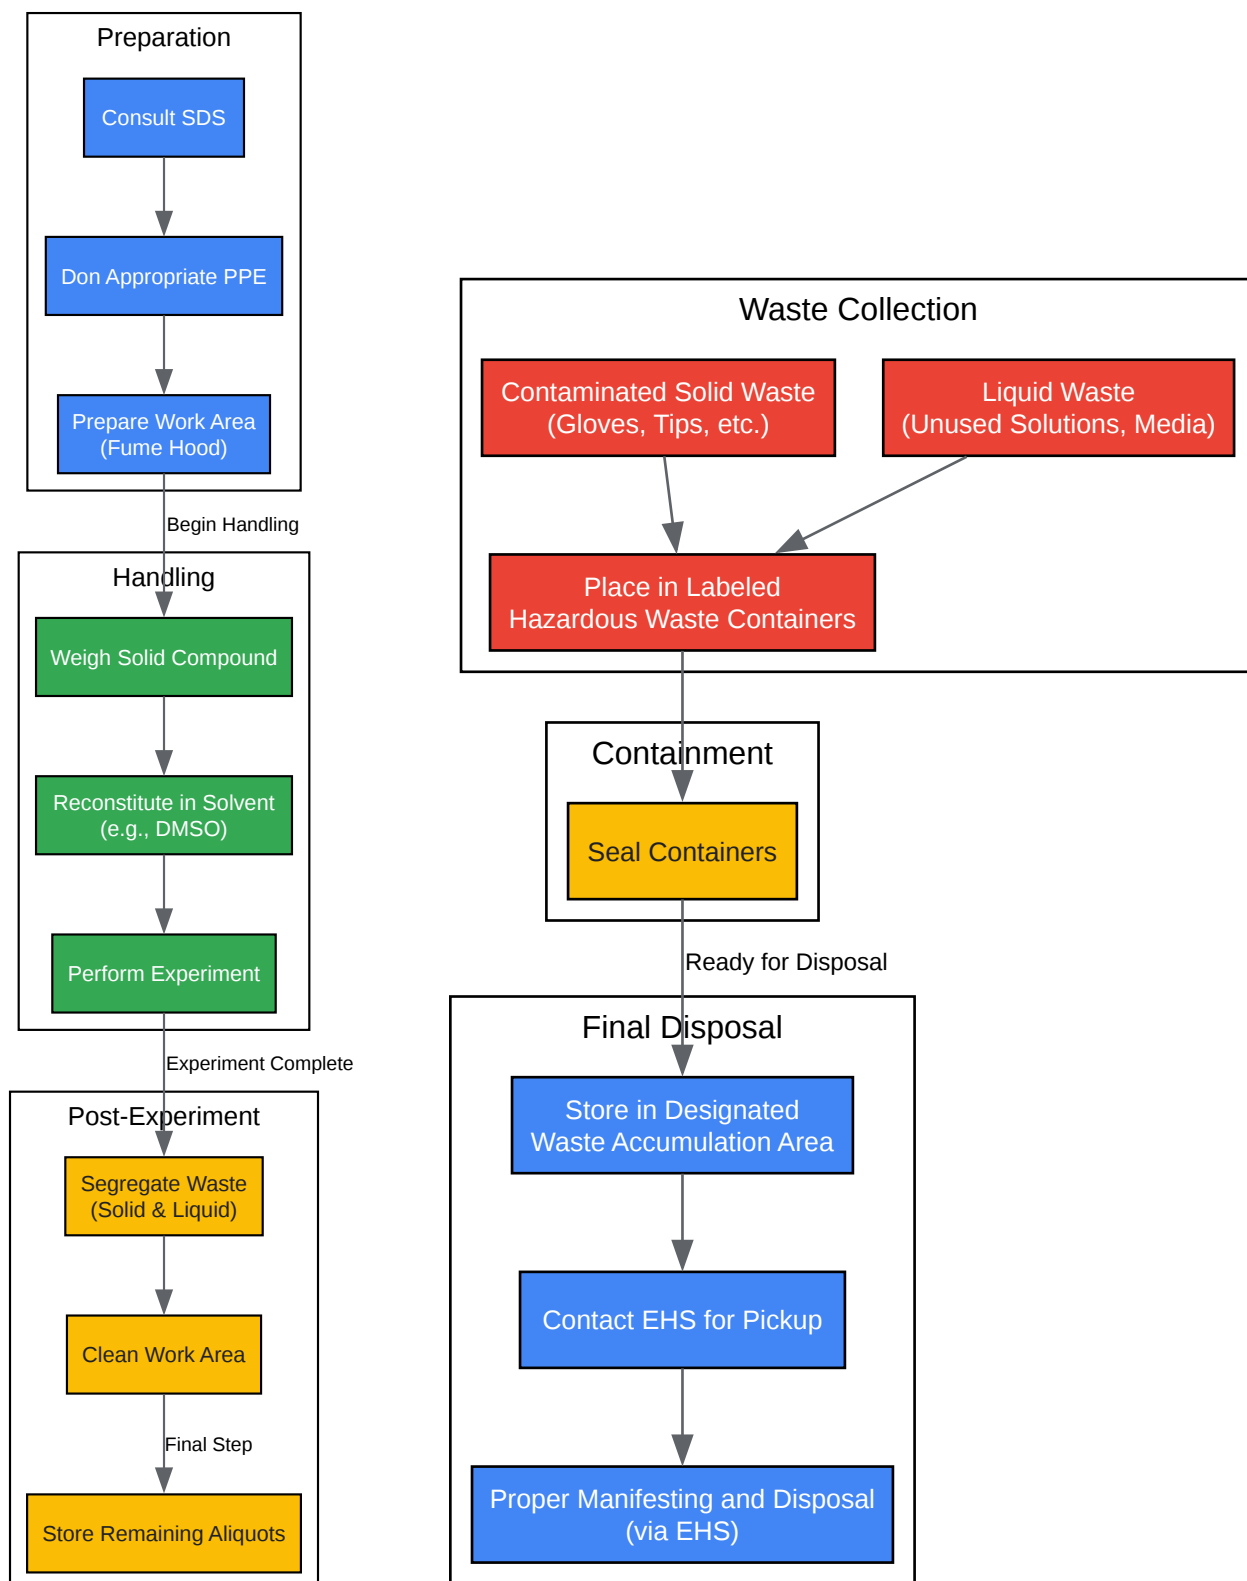 Preparation
Consult SDS
Don Appropriate PPE
Prepare Work Area
(Fume Hood)
Begin Handling
Handling
Weigh Solid Compound
Reconstitute in Solvent
(e.g., DMSO)
Perform Experiment
Experiment Complete
Post-Experiment
Segregate Waste
(Solid & Liquid)
Clean Work Area
Final Step
Store Remaining Aliquots
Waste Collection
Contaminated Solid Waste
(Gloves, Tips, etc.)
Liquid Waste
(Unused Solutions, Media)
Place in Labeled
Hazardous Waste Containers
Containment
Seal Containers
Ready for Disposal
Final Disposal
Store in Designated
Waste Accumulation Area
Contact EHS for Pickup
Proper Manifesting and Disposal
(via EHS)